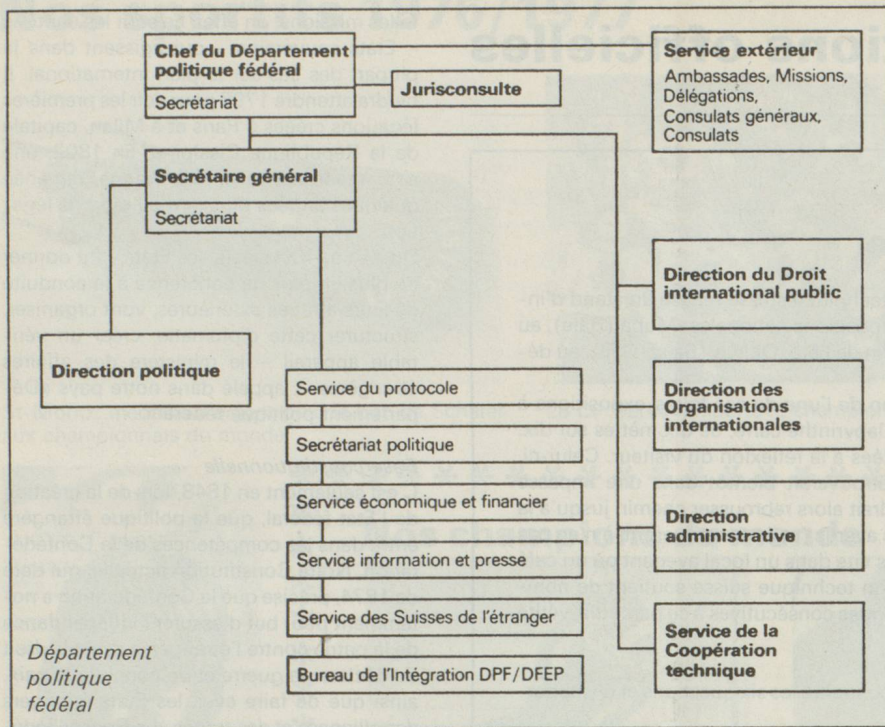 Chef du Département
politique fédéral
Secrétariat
Jurisconsulte
Service extérieur
Ambassades, Missions,
Délégations,
Consulats généraux,
Consulats
Secrétaire général
Secrétariat
Direction politique
Service du protocole
Secrétariat politique
Service économique et financier
Service information et presse
Service des Suisses de l'étranger
Bureau de l'Intégration DPF/DFEP
Direction du Droit
international public
Direction des
Organisations
internationales
Direction
administrative
Service de la
Coopération
technique
Département
politique
fédéral